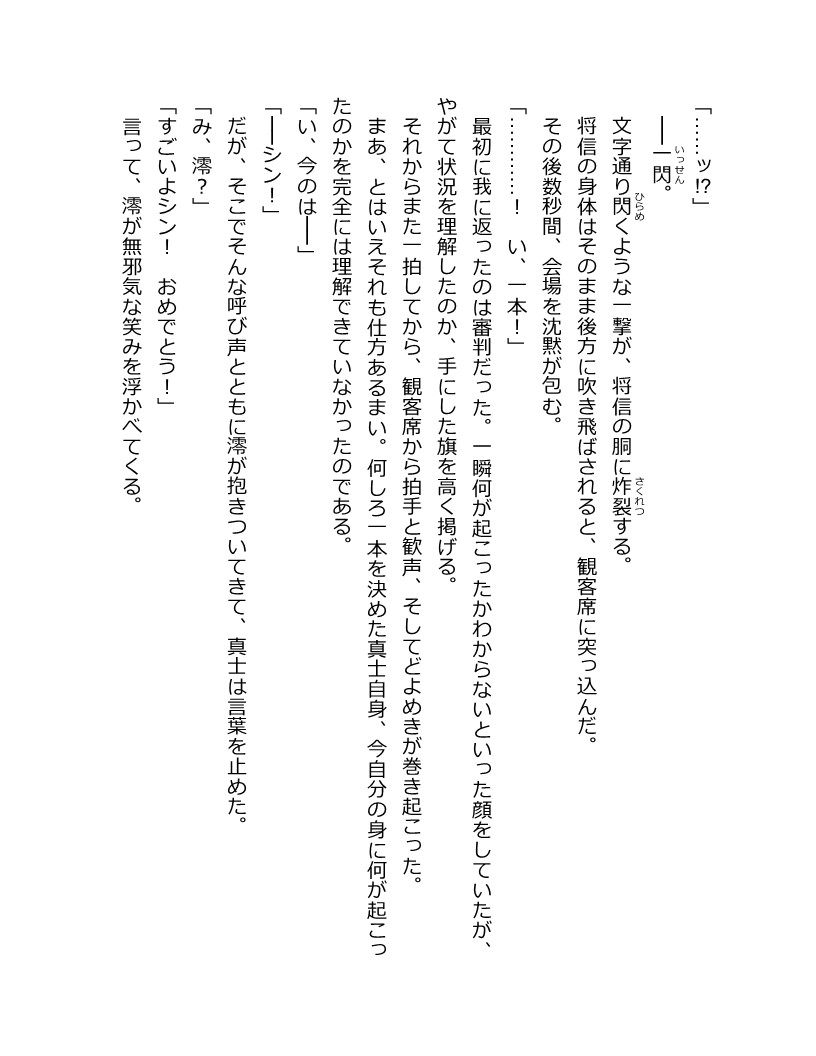 「……ッ!?」
――一閃。
文字通り閃くような一撃が、将信の胴に炸裂する。
将信の身体はそのまま後方に吹き飛ばされると、観客席に突っ込んだ。
その後数秒間、会場を沈黙が包む。
「…………！　い、一本！」
最初に我に返ったのは審判だった。一瞬何が起こったかわからないといった顔をしていたが、
やがて状況を理解したのか、手にした旗を高く掲げる。
それからまた一拍してから、観客席から拍手と歓声、そしてどよめきが巻き起こった。
まあ、とはいえそれも仕方あるまい。何しろ一本を決めた真士自身、今自分の身に何が起こっ
たのかを完全には理解できていなかったのである。
「い、今のは――」
「――シン！」
だが、そこでそんな呼び声とともに澪が抱きついてきて、真士は言葉を止めた。
「み、澪？」
「すごいよシン！　おめでとう！」
言って、澪が無邪気な笑みを浮かべてくる。